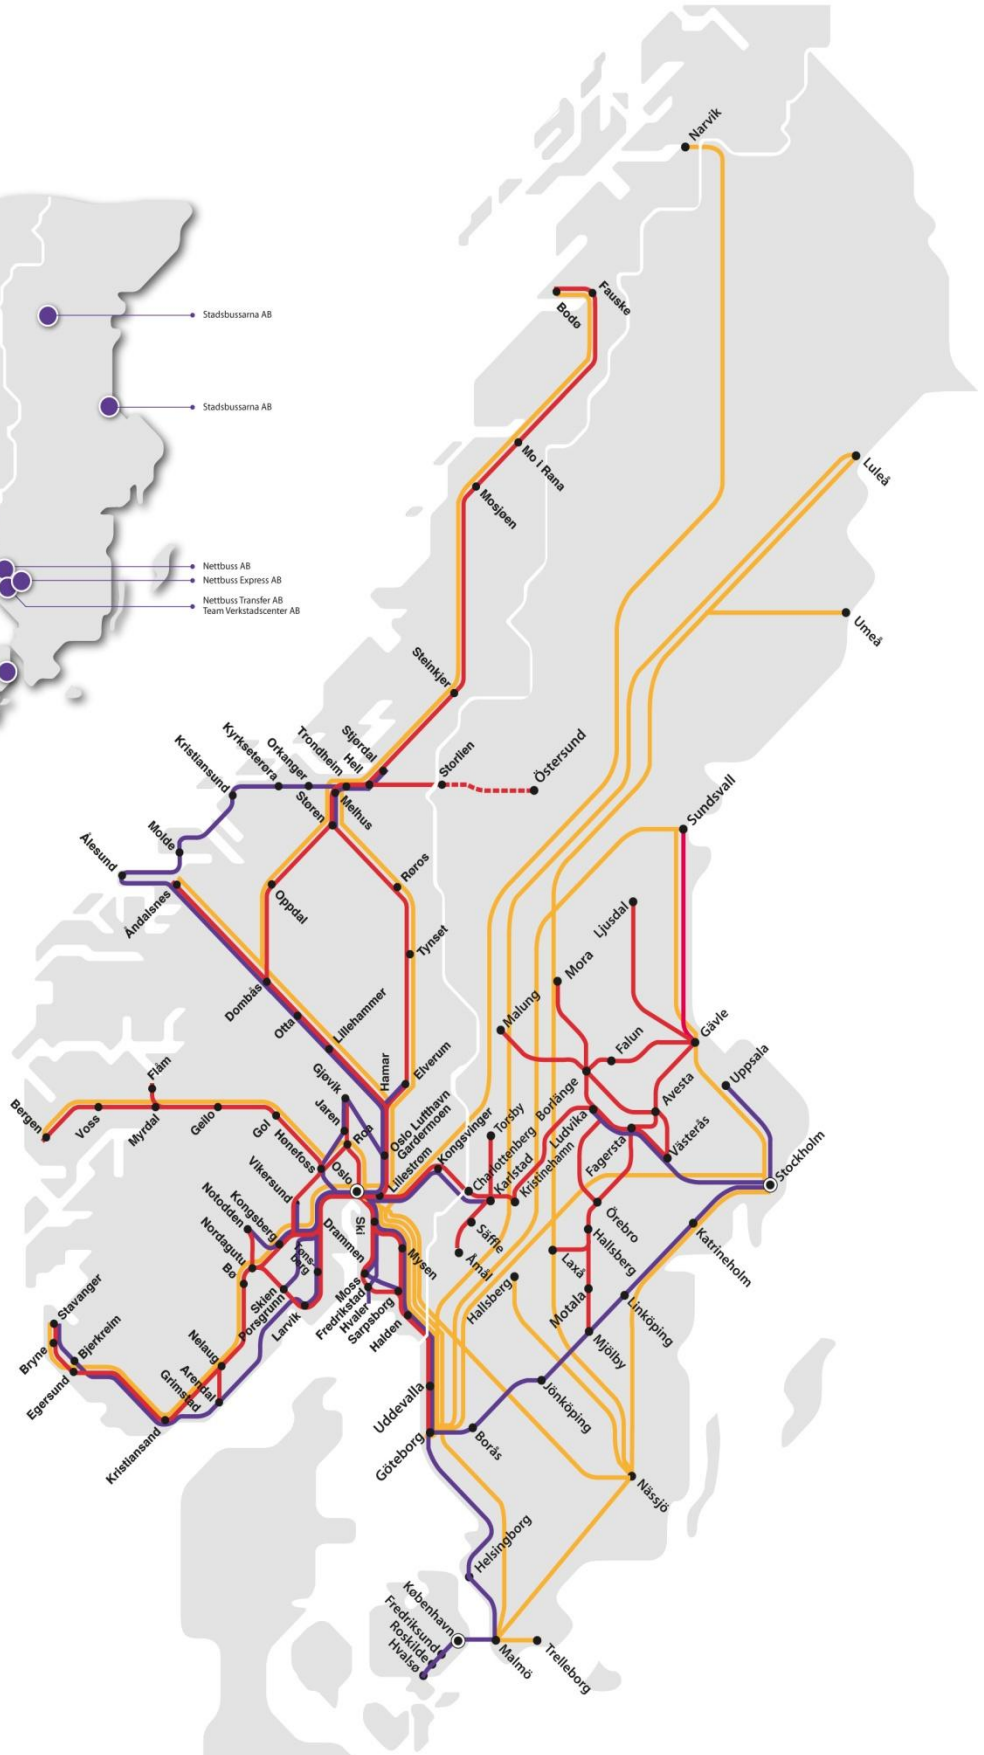 Narvik
Fauske
Bodø
Stadsbussarna AB
Stadsbussarna AB
Mo I Rana
Luleå
Mosjøen
Nettbuss AB
Nettbuss Express AB
Nettbuss Transfer AB
Team Verkstadscenter AB
Umeå
Steinkjer
Stjørdal
Hell
Trondheim
Orkanger
Kyrkseterøra
Kristiansund
Storlien
Östersund
Melhus
Støren
Sundsvall
Molde
Ålesund
Åndalsnes
Røros
Oppdal
Ljusdal
Tynset
Mora
Dombås
Otta
Lillehammer
Malung
Gävle
Falun
Hamar
Elverum
Gjøvik
Uppsala
Flåm
Bergen
Voss
Myrdal
Geilo
Gol
Hønefoss
Jaren
Roa
Oslo Lufthavn
Gardermoen
Kongsvinger
Torsby
Borlänge
Ludvika
Avesta
Fagersta
Västerås
Stockholm
Charlottenberg
Karlstad
Kristinehamn
Lillestrøm
Oslo
Vikersund
Notodden
Kongsberg
Nordagutu
Bø
Ski
Drammen
Tøns-
berg
Mysen
Säffle
Åmål
Örebro
Hallsberg
Laxå
Katrineholm
Skien
Porsgrunn
Larvik
Moss
Fredrikstad
Hvaler
Sarpsborg
Halden
Hallsberg
Motala
Linköping
Mjölby
Stavanger
Bryne
Bjerkreim
Egersund
Nelaug
Arendal
Grimstad
Kristiansand
Uddevalla
Jönköping
Göteborg
Borås
Nässjö
Helsingborg
København
Fredriksund
Roskilde
Hvalsø
Malmö
Trelleborg